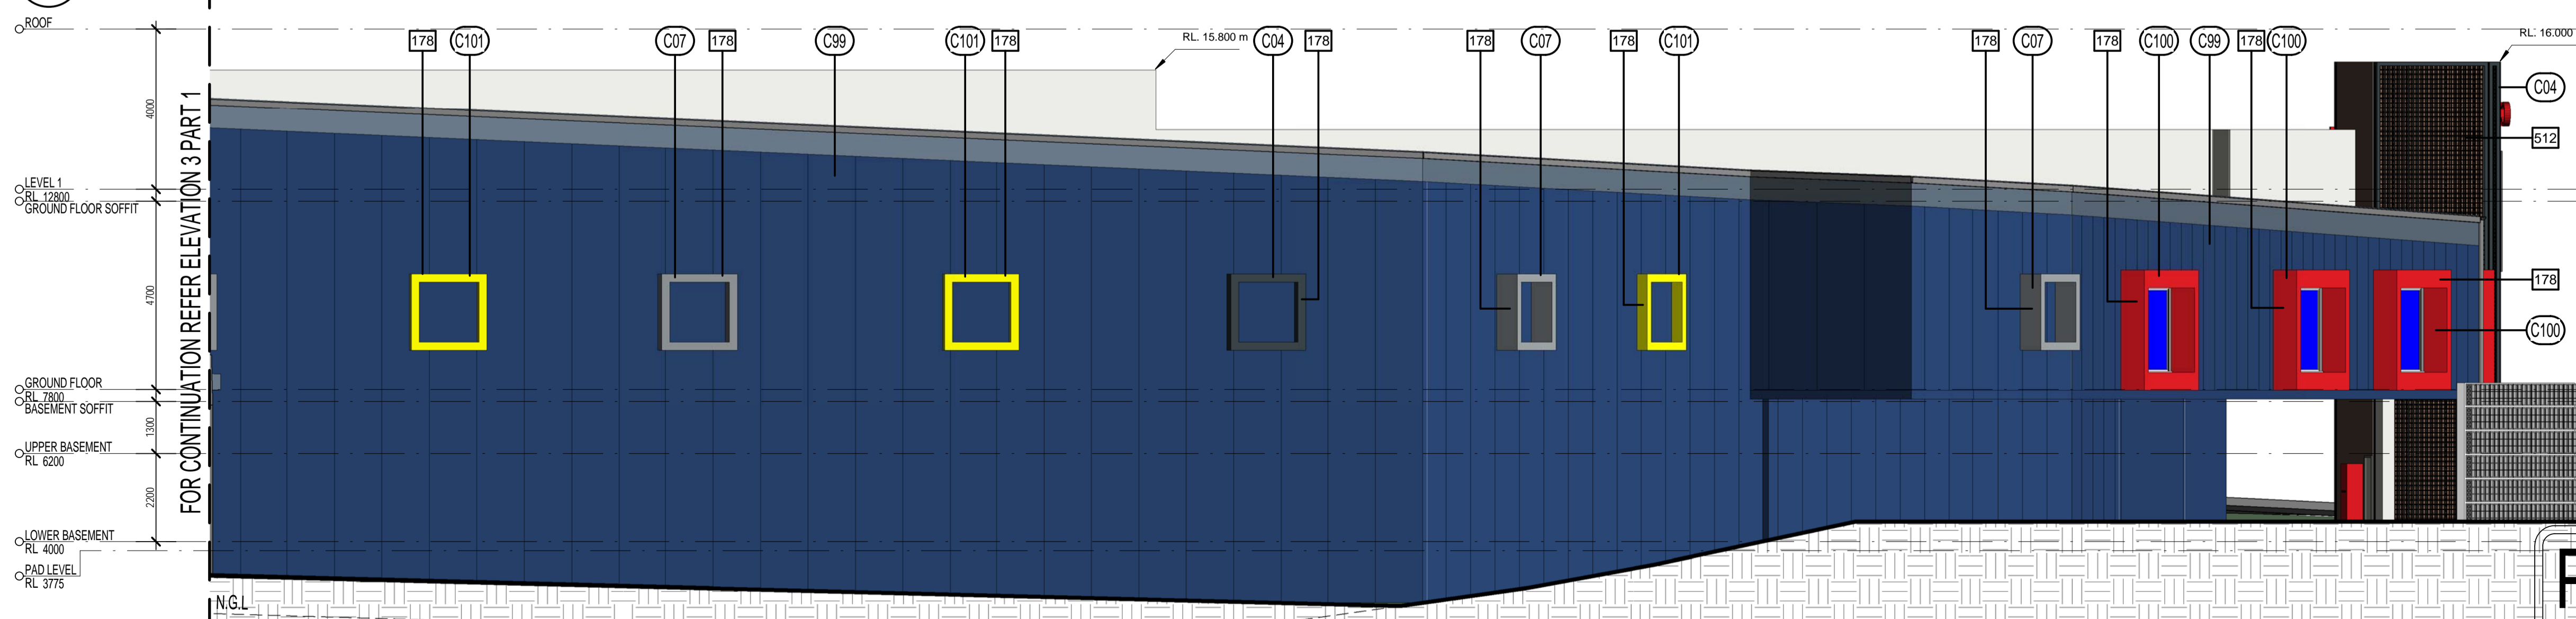 ROOF
178
C101
C07
178
C99
C101
178
RL. 15.800 m
C04
178
178
C07
178
C101
178
C07
178
C100
C99
178
C100
RL. 16.000
C04
512
4000
FOR CONTINUATION REFER ELEVATION 3 PART 1
LEVEL 1
RL 12800
GROUND FLOOR SOFFIT
4700
178
C100
GROUND FLOOR
RL 7800
BASEMENT SOFFIT
1300
UPPER BASEMENT
RL 6200
2200
LOWER BASEMENT
RL 4000
PAD LEVEL
RL 3775
N.G.L